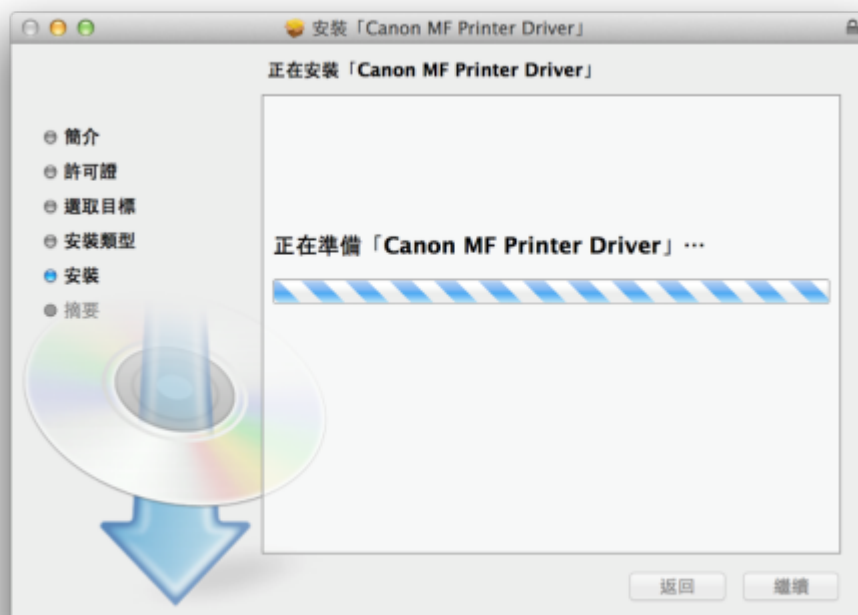 安裝「Canon MF Printer Driver」
正在安裝「Canon MF Printer Driver」
簡介
許可證
選取目標
安裝類型
安裝
摘要
正在準備「Canon MF Printer Driver」⋯
返回
繼續